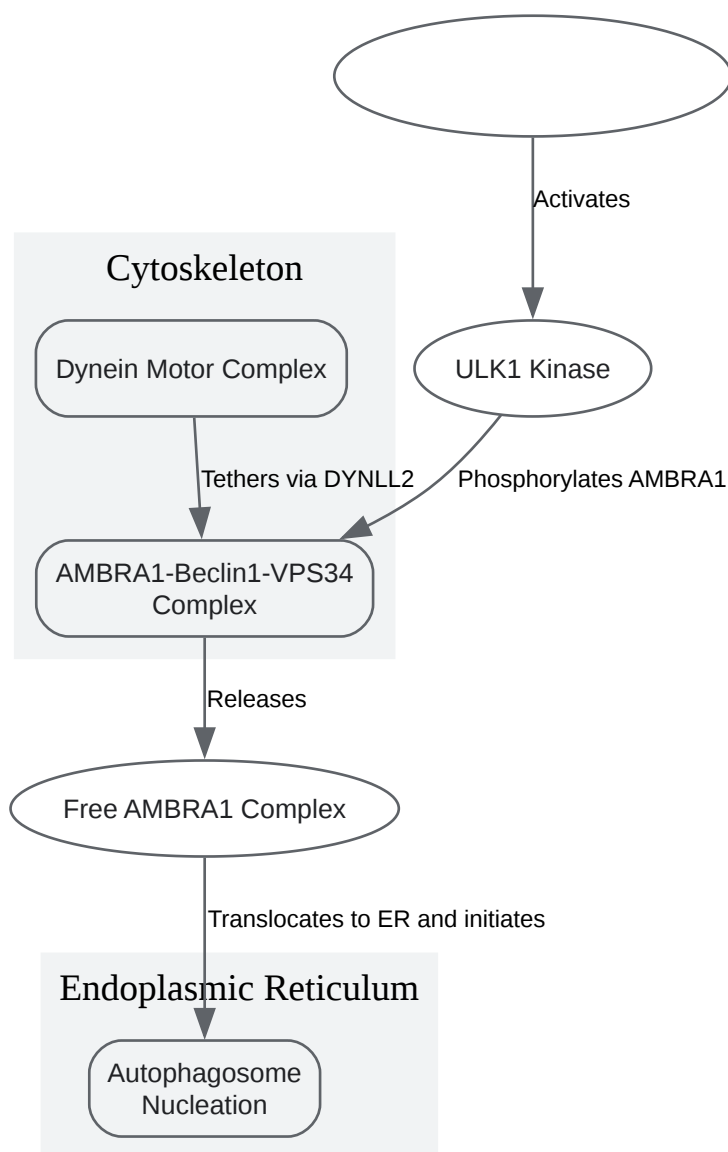 Activates
Cytoskeleton
Dynein Motor Complex
ULK1 Kinase
Tethers via DYNLL2
Phosphorylates AMBRA1
AMBRA1-Beclin1-VPS34
Complex
Releases
Free AMBRA1 Complex
Translocates to ER and initiates
Endoplasmic Reticulum
Autophagosome
Nucleation